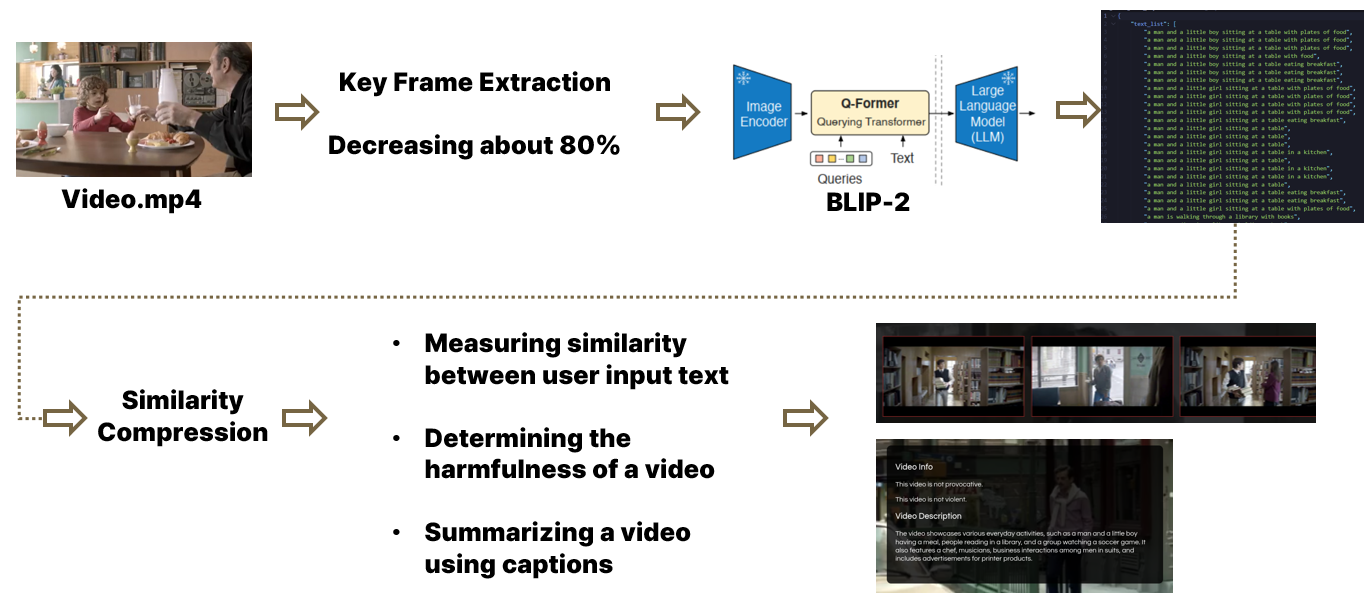 Key Frame Extraction
Decreasing about 80%
Video.mp4
Image
Encoder
Q-Former
Querying Transformer
Queries
Text
Large
Language
Model
(LLM)
BLIP-2
1 [
"text_list": [
"a man and a little boy sitting at a table with plates of food",
"a man and a little boy sitting at a table with plates of food",
"a man and a little boy sitting at a table with plates of food",
"a man and a little boy sitting at a table with food",
"a man and a little boy sitting at a table eating breakfast",
"a man and a little boy sitting at a table eating breakfast",
"a man and a little boy sitting at a table eating breakfast",
"a man and a little girl sitting at a table with plates of food",
"a man and a little girl sitting at a table with plates of food",
"a man and a little girl sitting at a table with plates of food",
"a man and a little girl sitting at a table with plates of food",
"a man and a little girl sitting at a table eating breakfast",
"a man and a little girl sitting at a table",
"a man and a little girl sitting at a table",
"a man and a little girl sitting at a table",
"a man and a little girl sitting at a table in a kitchen",
"a man and a little girl sitting at a table",
"a man and a little girl sitting at a table in a kitchen",
"a man and a little girl sitting at a table in a kitchen",
"a man and a little girl sitting at a table",
"a man and a little girl sitting at a table eating breakfast",
"a man and a little girl sitting at a table eating breakfast",
"a man and a little girl sitting at a table with plates of food",
"a man is walking through a library with books",
Similarity
Compression
• Measuring similarity
between user input text
• Determining the
harmfulness of a video
• Summarizing a video
using captions
Video Info
This video is not provocative.
This video is not violent.
Video Description
The video showcases various everyday activities, such as a man and a little boy
having a meal, people reading in a library, and a group watching a soccer game. It
also features a chef, musicians, business interactions among men in suits, and
includes advertisements for printer products.